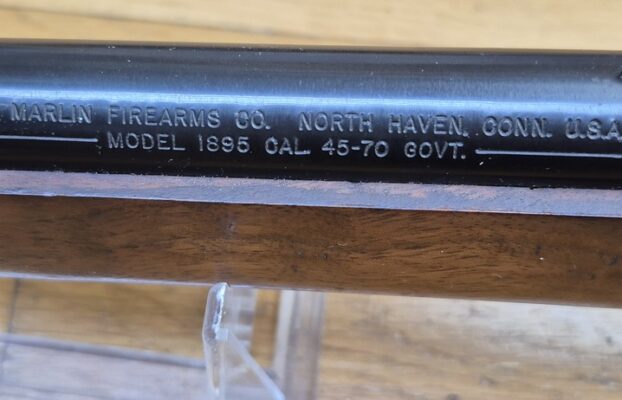 MARLIN FIREARMS CO. NORTH HAVEN, CONN. U.S.A
MODEL 1895 CAL. 45-70 GOVT.